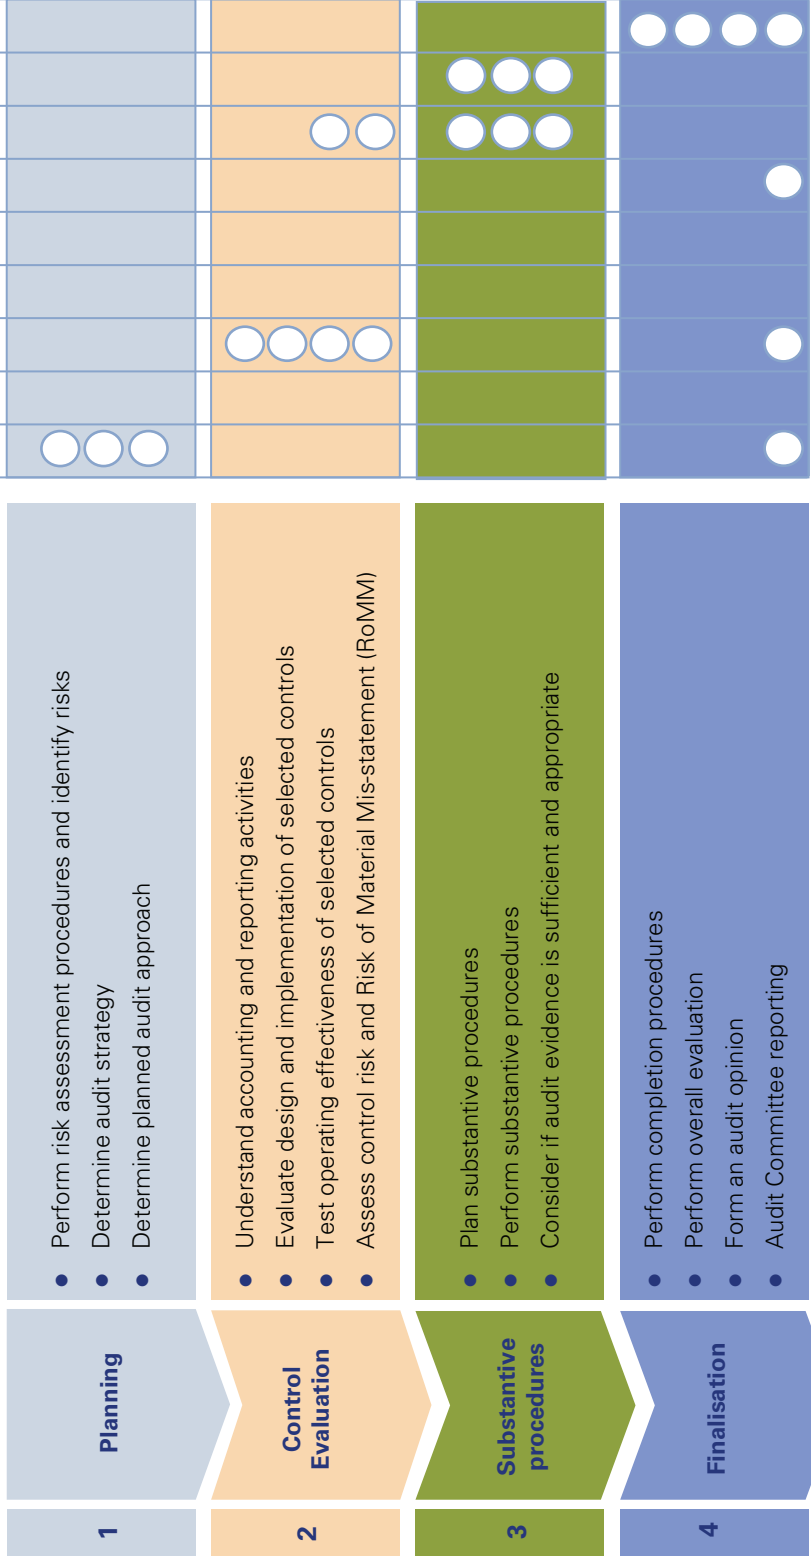 1
Planning
Perform risk assessment procedures and identify risks
Determine audit strategy
Determine planned audit approach
2
Control
Evaluation
Understand accounting and reporting activities
Evaluate design and implementation of selected controls
Test operating effectiveness of selected controls
Assess control risk and Risk of Material Mis-statement (RoMM)
3
Substantive
procedures
Plan substantive procedures
Perform substantive procedures
Consider if audit evidence is sufficient and appropriate
4
Finalisation
Perform completion procedures
Perform overall evaluation
Form an audit opinion
Audit Committee reporting